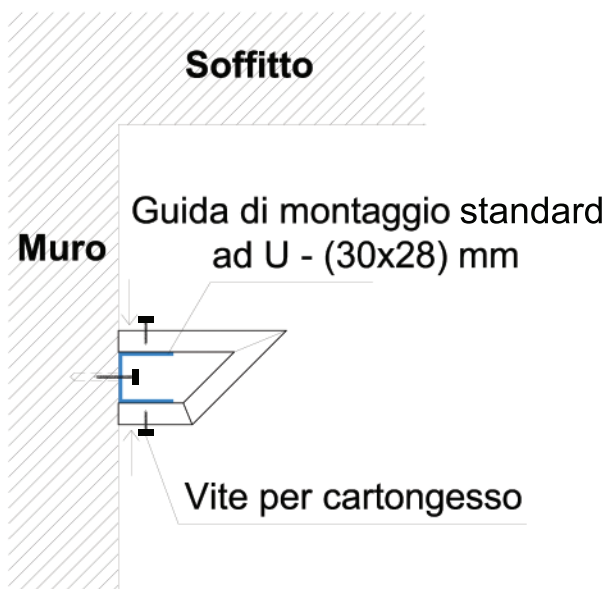 Soffitto
Guida di montaggio standard
ad U - (30x28) mm
Muro
Vite per cartongesso